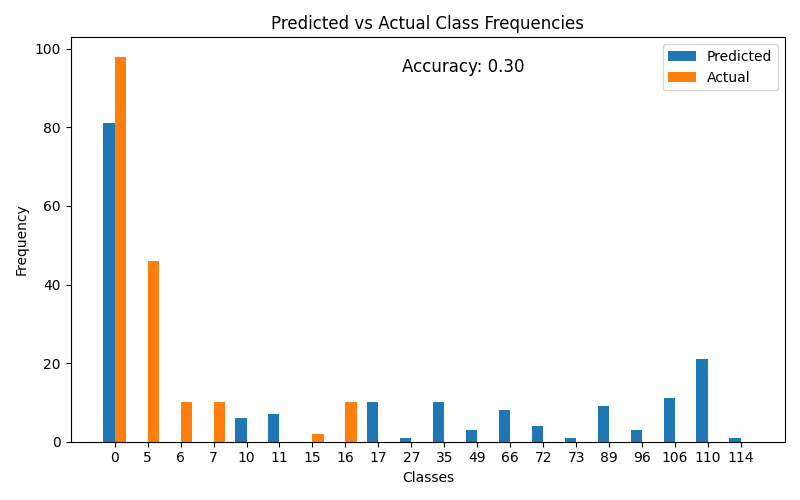 Predicted vs Actual Class Frequencies
Accuracy: 0.30
Predicted
Actual
Frequency
100
80
60
40
20
0
0 5 6 7 10 11 15 16 17 27 35 49 66 72 73 89 96 106 110 114
Classes